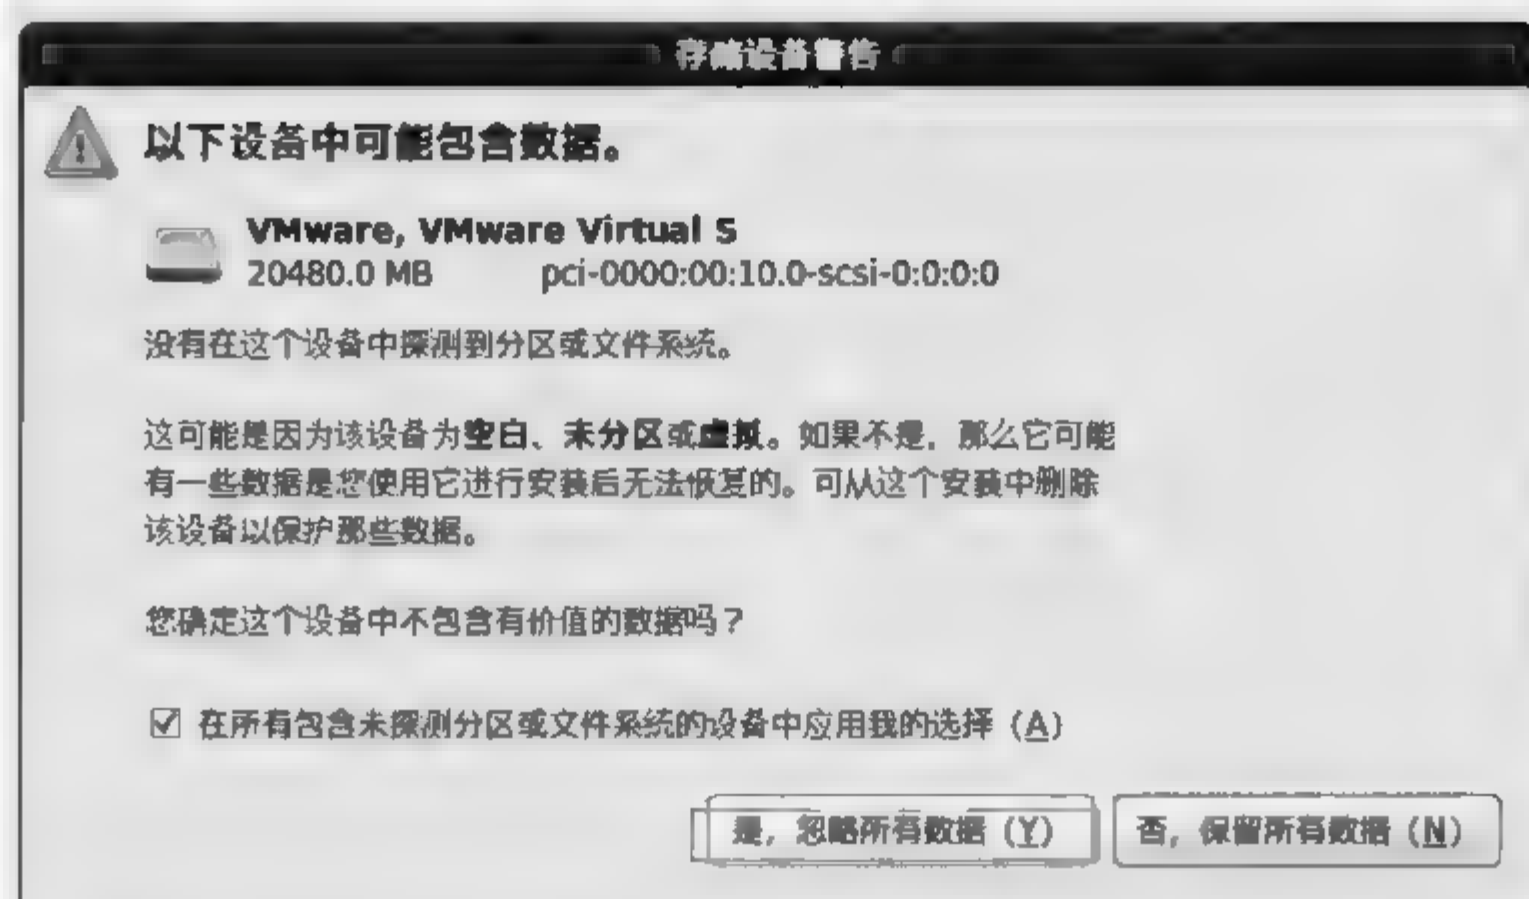 存储设备警告
以下设备中可能包含数据。
VMware, VMware Virtual S
20480.0 MB pci-0000:00:10.0-scsi-0:0:0:0
没有在这个设备中探测到分区或文件系统。
这可能是因为该设备为空白、未分区或虚拟。如果不是，那么它可能
有一些数据是您使用它进行安装后无法恢复的。可从这个安装中删除
该设备以保护那些数据。
您确定这个设备中不包含有价值的数据吗？
在所有包含未探测分区或文件系统的设备中应用我的选择（A）
是，忽略所有数据（Y） 否，保留所有数据（N）